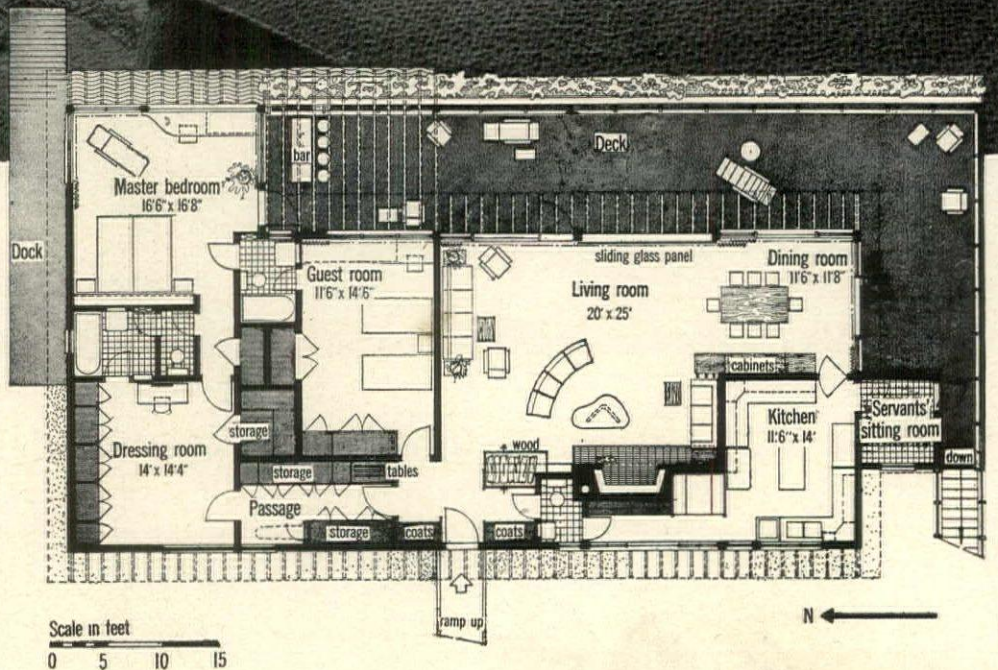 bar
Deck
Master bedroom
16'6" x 16'8"
Dock
Guest room
11'6" x 14'6"
sliding glass panel
Living room
20' x 25'
Dining room
11'6" x 11'8"
cabinets
Kitchen
11'6" x 14'
Servants'
sitting room
down
Dressing room
14' x 14'4"
storage
storage
tables
wood
Passage
storage
coats
coats
ramp up
N
Scale in feet
0 5 10 15